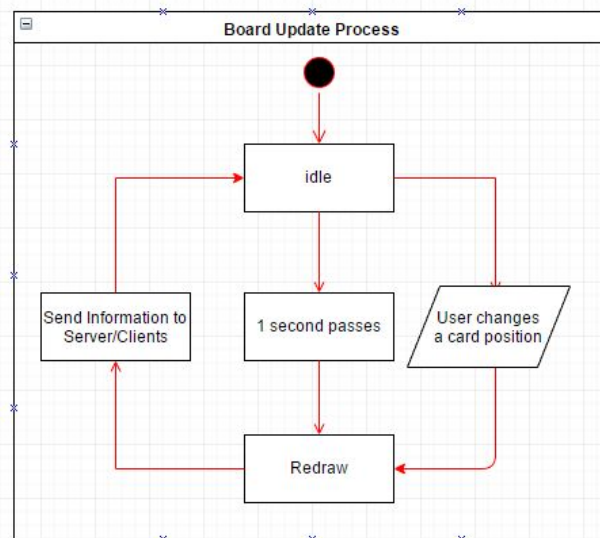 Board Update Process
idle
Send Information to
Server/Clients
1 second passes
User changes
a card position
Redraw